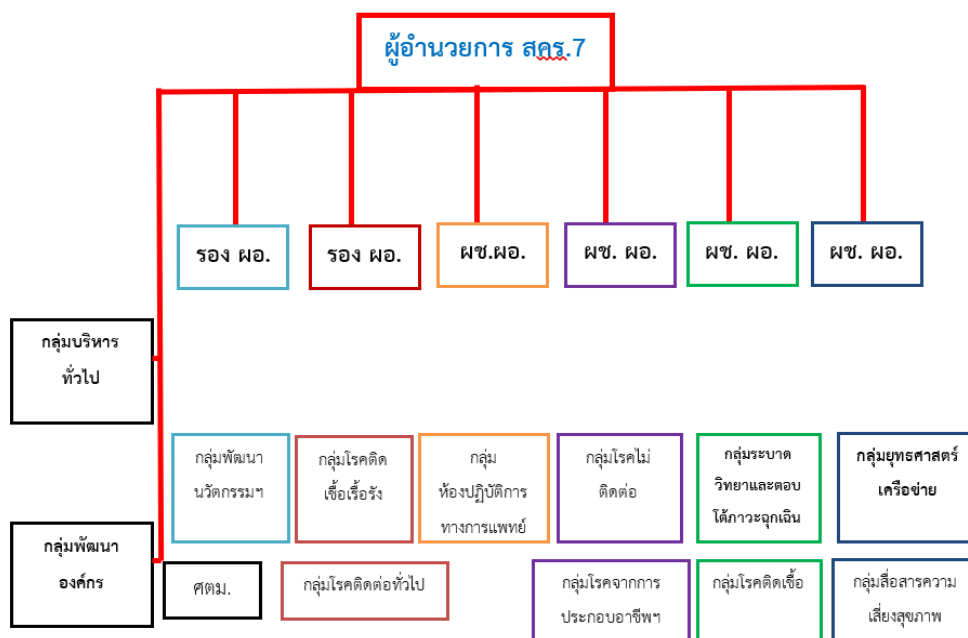 ผู้อำนวยการ สคร.7
รอง ผอ.
รอง ผอ.
ผช.ผอ.
ผช. ผอ.
ผช. ผอ.
ผช. ผอ.
กลุ่มบริหาร
ทั่วไป
กลุ่มพัฒนา
นวัตกรรมฯ
กลุ่มโรคติด
เชื้อเรื้อรัง
กลุ่ม
ห้องปฏิบัติการ
ทางการแพทย์
กลุ่มโรคไม่
ติดต่อ
กลุ่มระบาด
วิทยาและตอบ
โต้ภาวะฉุกเฉิน
กลุ่มยุทธศาสตร์
เครือข่าย
กลุ่มพัฒนา
องค์กร
ศตม.
กลุ่มโรคติดต่อทั่วไป
กลุ่มโรคจากการ
ประกอบอาชีพฯ
กลุ่มโรคติดเชื้อ
กลุ่มสื่อสารความ
เสี่ยงสุขภาพ